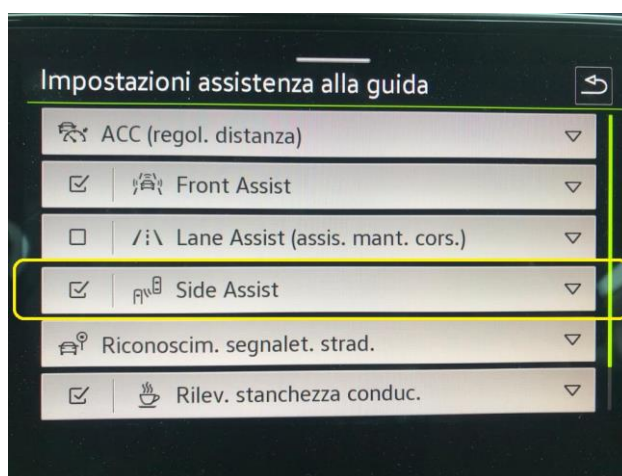 Impostazioni assistenza alla guida
ACC (regol. distanza)
Front Assist
Lane Assist (assis. mant. cors.)
Side Assist
Riconoscim. segnalet. strad.
Rilev. stanchezza conduc.